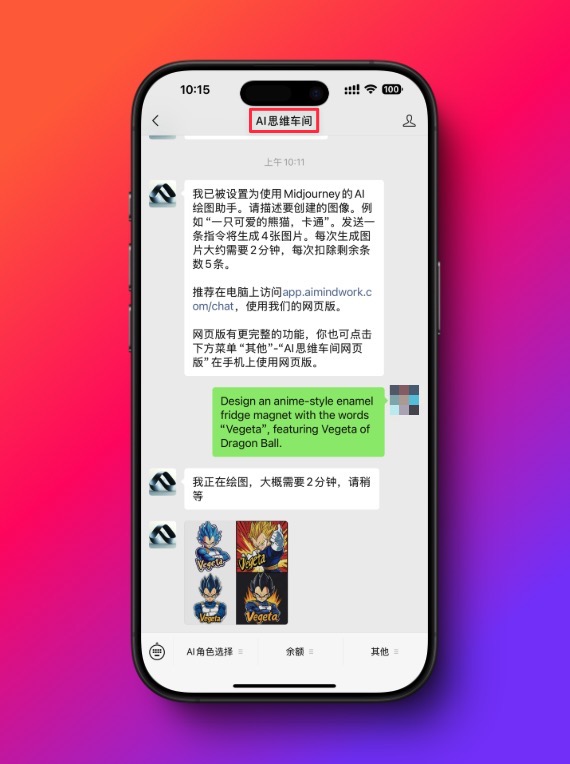 10:15
100
AI思维车间
上午10:11
我已被设置为使用Midjourney的AI
绘图助手。请描述要创建的图像。例
如“一只可爱的熊猫，卡通”。发送一
条指令将生成4张图片。每次生成图
片大约需要2分钟，每次扣除剩余条
数5条。
推荐在电脑上访问app.aimindwork.c
om/chat，使用我们的网页版。
网页版有更完整的功能，你也可点击
下方菜单“其他”-“AI思维车间网页
版”在手机上使用网页版。
Design an anime-style enamel
fridge magnet with the words
“Vegeta”, featuring Vegeta of
Dragon Ball.
我正在绘图，大概需要2分钟，请稍
等
Vegeta
Vegeta
Vegeta
Vegeta
AI角色选择
余额
其他